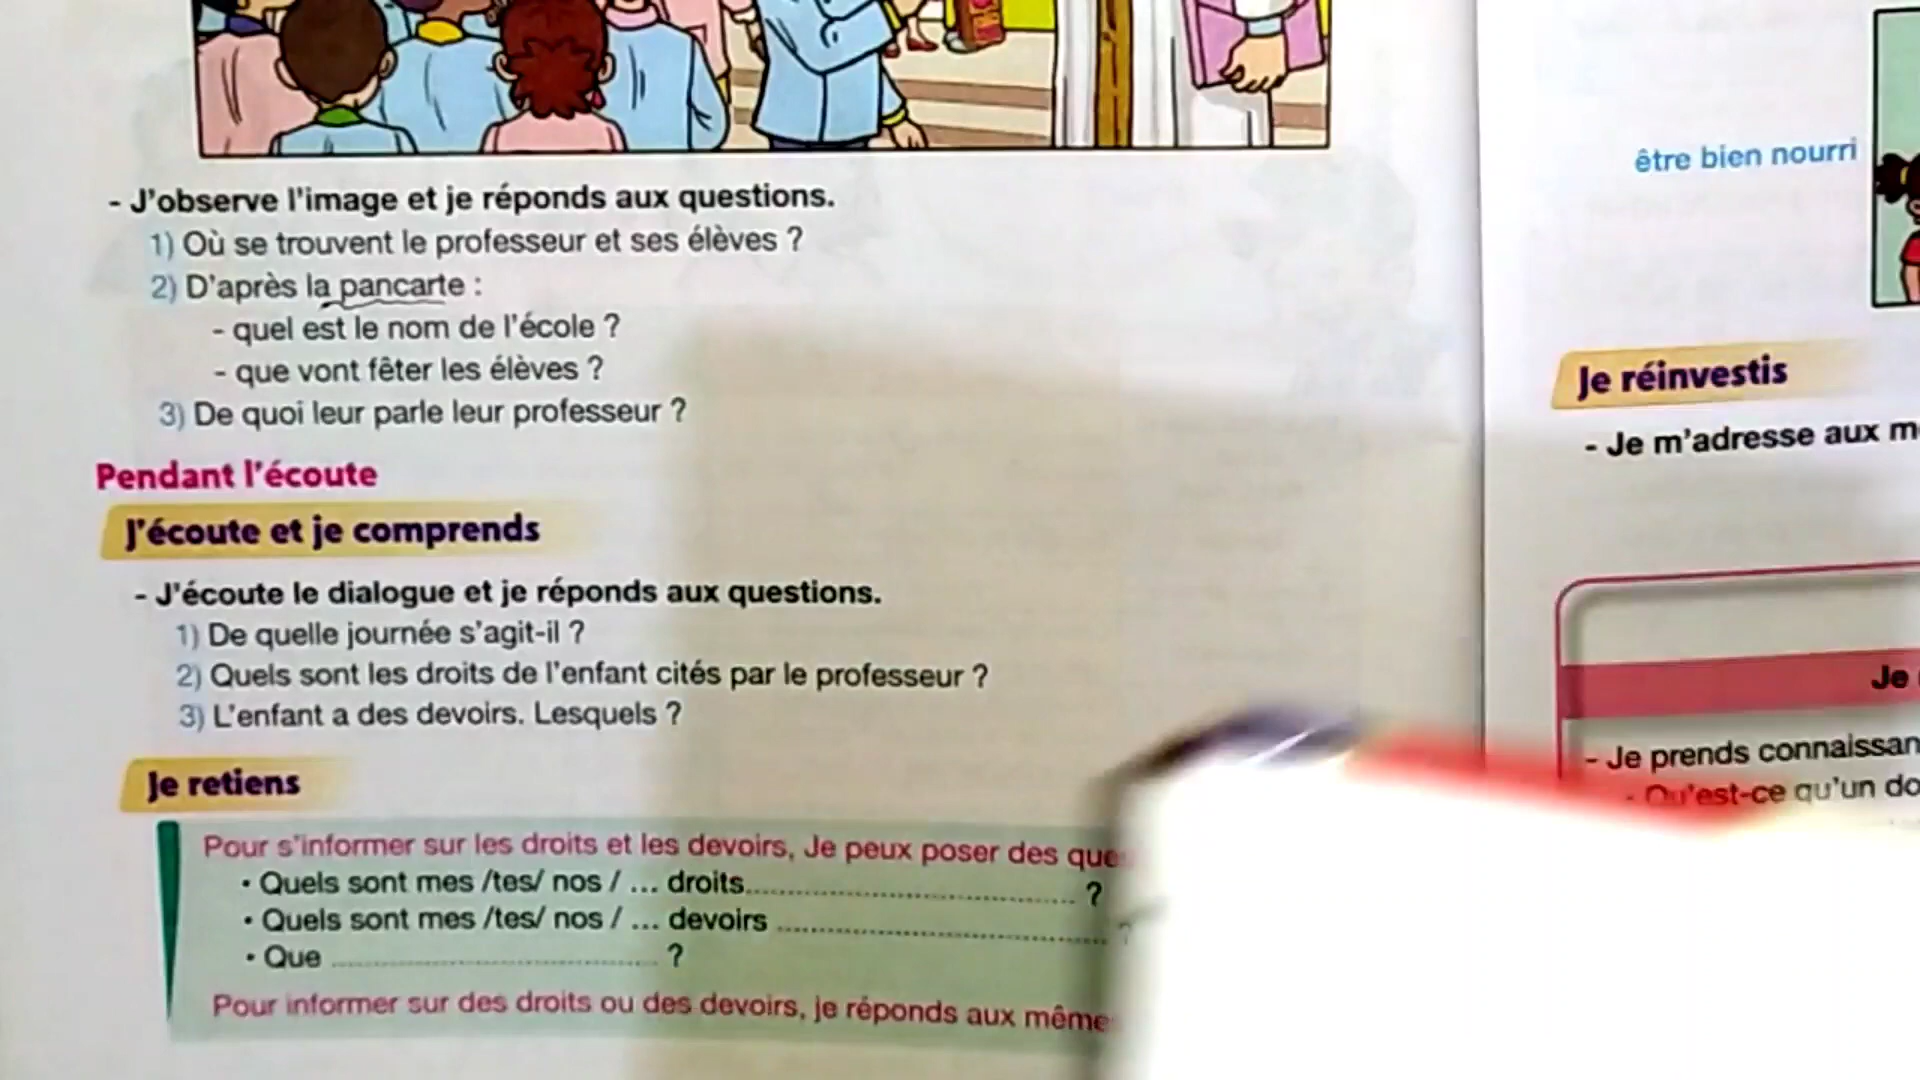 - J'observe l'image et je réponds aux questions.
1) Où se trouvent le professeur et ses élèves ?
2) D'après la pancarte :
- quel est le nom de l'école ?
- que vont fêter les élèves ?
3) De quoi leur parle leur professeur ?
Pendant l'écoute
J'écoute et je comprends
- J'écoute le dialogue et je réponds aux questions.
1) De quelle journée s'agit-il ?
2) Quels sont les droits de l'enfant cités par le professeur ?
3) L'enfant a des devoirs. Lesquels ?
Je retiens
Pour s'informer sur les droits et les devoirs, Je peux poser des
• Quels sont mes /tes/ nos / ... droits.......... ?
• Quels sont mes /tes/ nos / ... devoirs .......... ?
• Que .......... ?
Pour informer sur des droits ou des devoirs, je réponds aux
être bien nourri
Je réinvestis
- Je m'adresse aux
Je
- Je prends
- Qu'est-ce qu'un